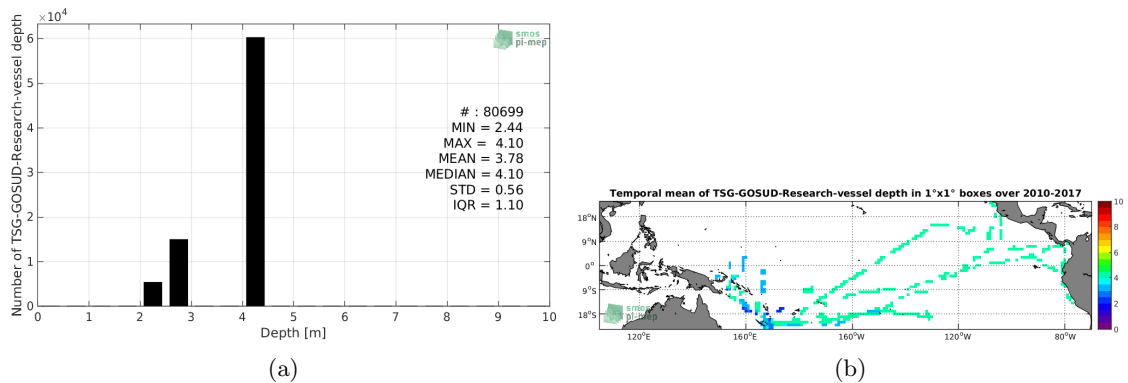 ×10⁴
Number of TSG-GOSUD-Research-vessel depth
6
5
4
3
2
1
0
0 1 2 3 4 5 6 7 8 9 10
Depth [m]
smos
pi-mep
# : 80699
MIN = 2.44
MAX = 4.10
MEAN = 3.78
MEDIAN = 4.10
STD = 0.56
IQR = 1.10
(a)
Temporal mean of TSG-GOSUD-Research-vessel depth in 1°x1° boxes over 2010-2017
18°N
9°N
0°
9°S
18°S
120°E 160°E 160°W 120°W 80°W
smos
pi-mep
10
8
6
4
2
0
(b)